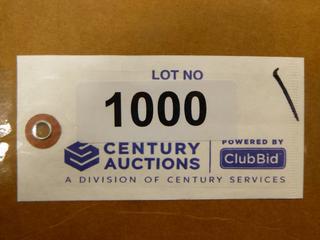 LOT NO
1000
CENTURY AUCTIONS
POWERED BY
ClubBid
A DIVISION OF CENTURY SERVICES